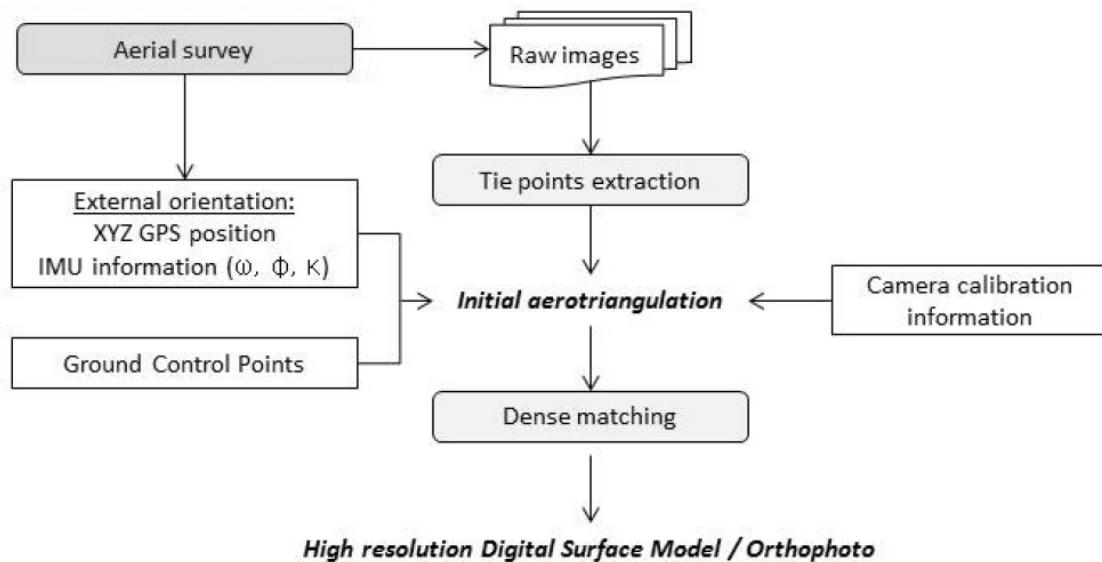 Aerial survey
Raw images
Tie points extraction
External orientation:
XYZ GPS position
IMU information (ω, Φ, Κ)
Initial aerotriangulation
Camera calibration
information
Ground Control Points
Dense matching
High resolution Digital Surface Model / Orthophoto